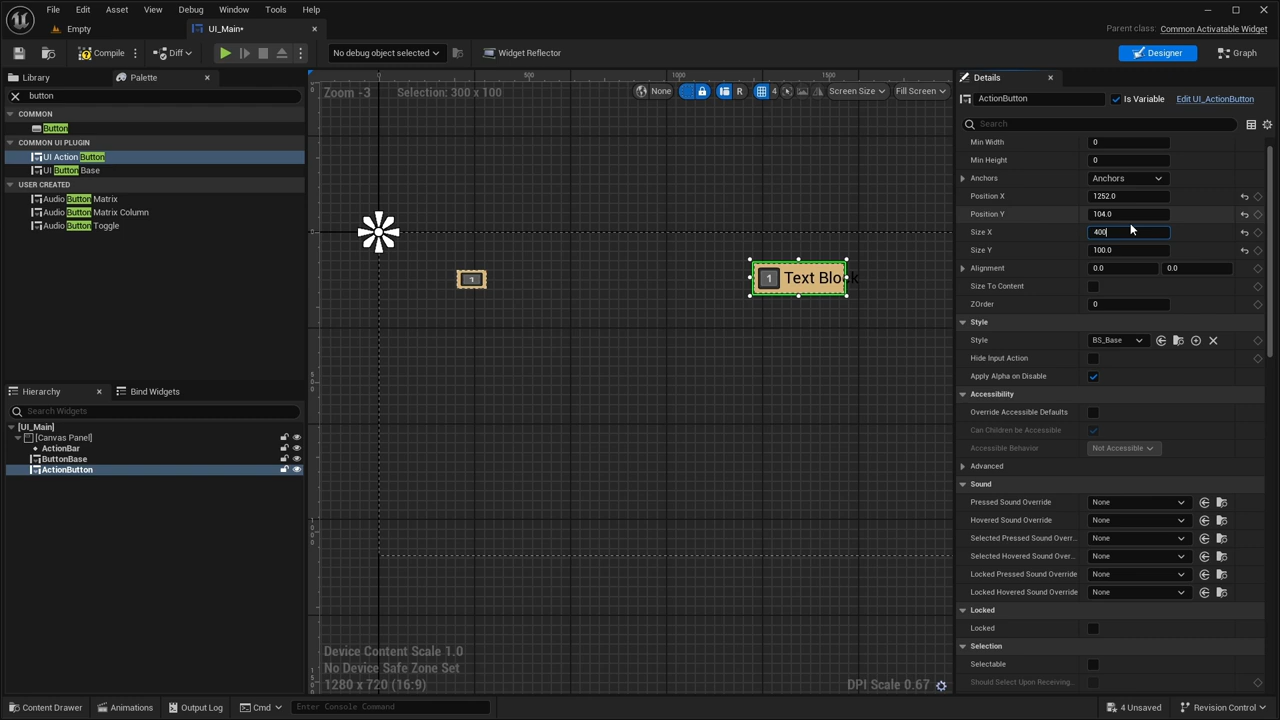 File Edit Asset View Debug Window Tools Help
Empty UI_Main*
Parent class: Common Activatable Widget
Compile Diff No debug object selected Widget Reflector Designer Graph
Library Palette
button
COMMON
Button
COMMON UI PLUGIN
UI Action Button
UI Button Base
USER CREATED
Audio Button Matrix
Audio Button Matrix Column
Audio Button Toggle
Hierarchy Bind Widgets
Search Widgets
[UI_Main]
[Canvas Panel]
ActionBar
ButtonBase
ActionButton
0 500 1000 1500
Zoom -3 Selection: 300 x 100 None R 4 Screen Size Fill Screen
1 1 Text Block
Device Content Scale 1.0
No Device Safe Zone Set
1280 x 720 (16:9) DPI Scale 0.67
Details
ActionButton Is Variable Edit UI_ActionButton
Search
Min Width 0
Min Height 0
Anchors Anchors
Position X 1252.0
Position Y 104.0
Size X 400
Size Y 100.0
Alignment 0.0 0.0
Size To Content
ZOrder 0
Style
Style BS_Base
Hide Input Action
Apply Alpha on Disable
Accessibility
Override Accessible Defaults
Can Children be Accessible
Accessible Behavior Not Accessible
Advanced
Sound
Pressed Sound Override None
Hovered Sound Override None
Selected Pressed Sound Overr... None
Selected Hovered Sound Over... None
Locked Pressed Sound Override None
Locked Hovered Sound Override None
Locked
Locked
Selection
Selectable
Should Select Upon Receiving...
Content Drawer Animations Output Log Cmd Enter Console Command 4 Unsaved Revision Control